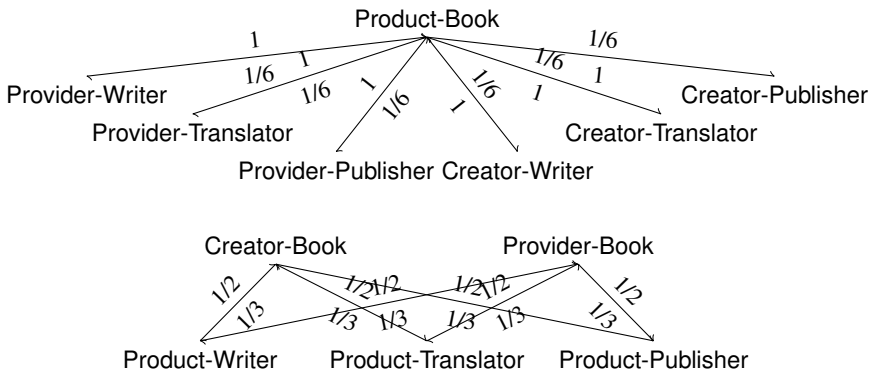 Product-Book
1 1/6
1 1/6
1/6 1
1/6 1 1/6 1
1/6 1
Provider-Writer Creator-Publisher
Provider-Translator Creator-Translator
Provider-Publisher Creator-Writer
Creator-Book Provider-Book
1/2 1/2 1/2 1/2 1/2 1/2
1/3 1/3 1/3 1/3 1/3 1/3
Product-Writer Product-Translator Product-Publisher